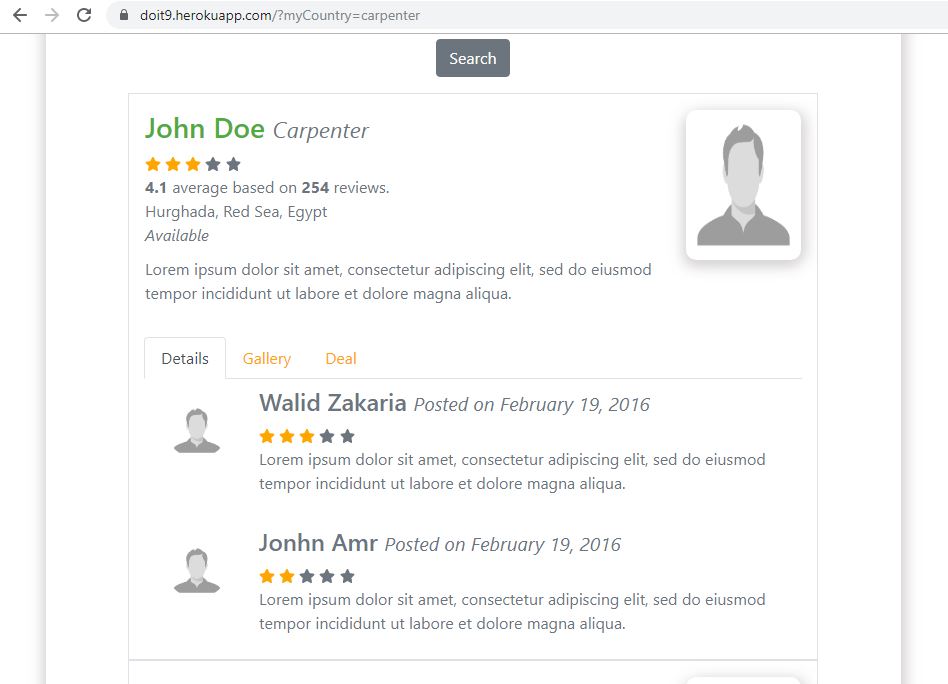 doit9.herokuapp.com/?myCountry=carpenter
Search
John Doe Carpenter
4.1 average based on 254 reviews.
Hurghada, Red Sea, Egypt
Available
Lorem ipsum dolor sit amet, consectetur adipiscing elit, sed do eiusmod
tempor incididunt ut labore et dolore magna aliqua.
Details Gallery Deal
Walid Zakaria Posted on February 19, 2016
Lorem ipsum dolor sit amet, consectetur adipiscing elit, sed do eiusmod
tempor incididunt ut labore et dolore magna aliqua.
Jonhn Amr Posted on February 19, 2016
Lorem ipsum dolor sit amet, consectetur adipiscing elit, sed do eiusmod
tempor incididunt ut labore et dolore magna aliqua.